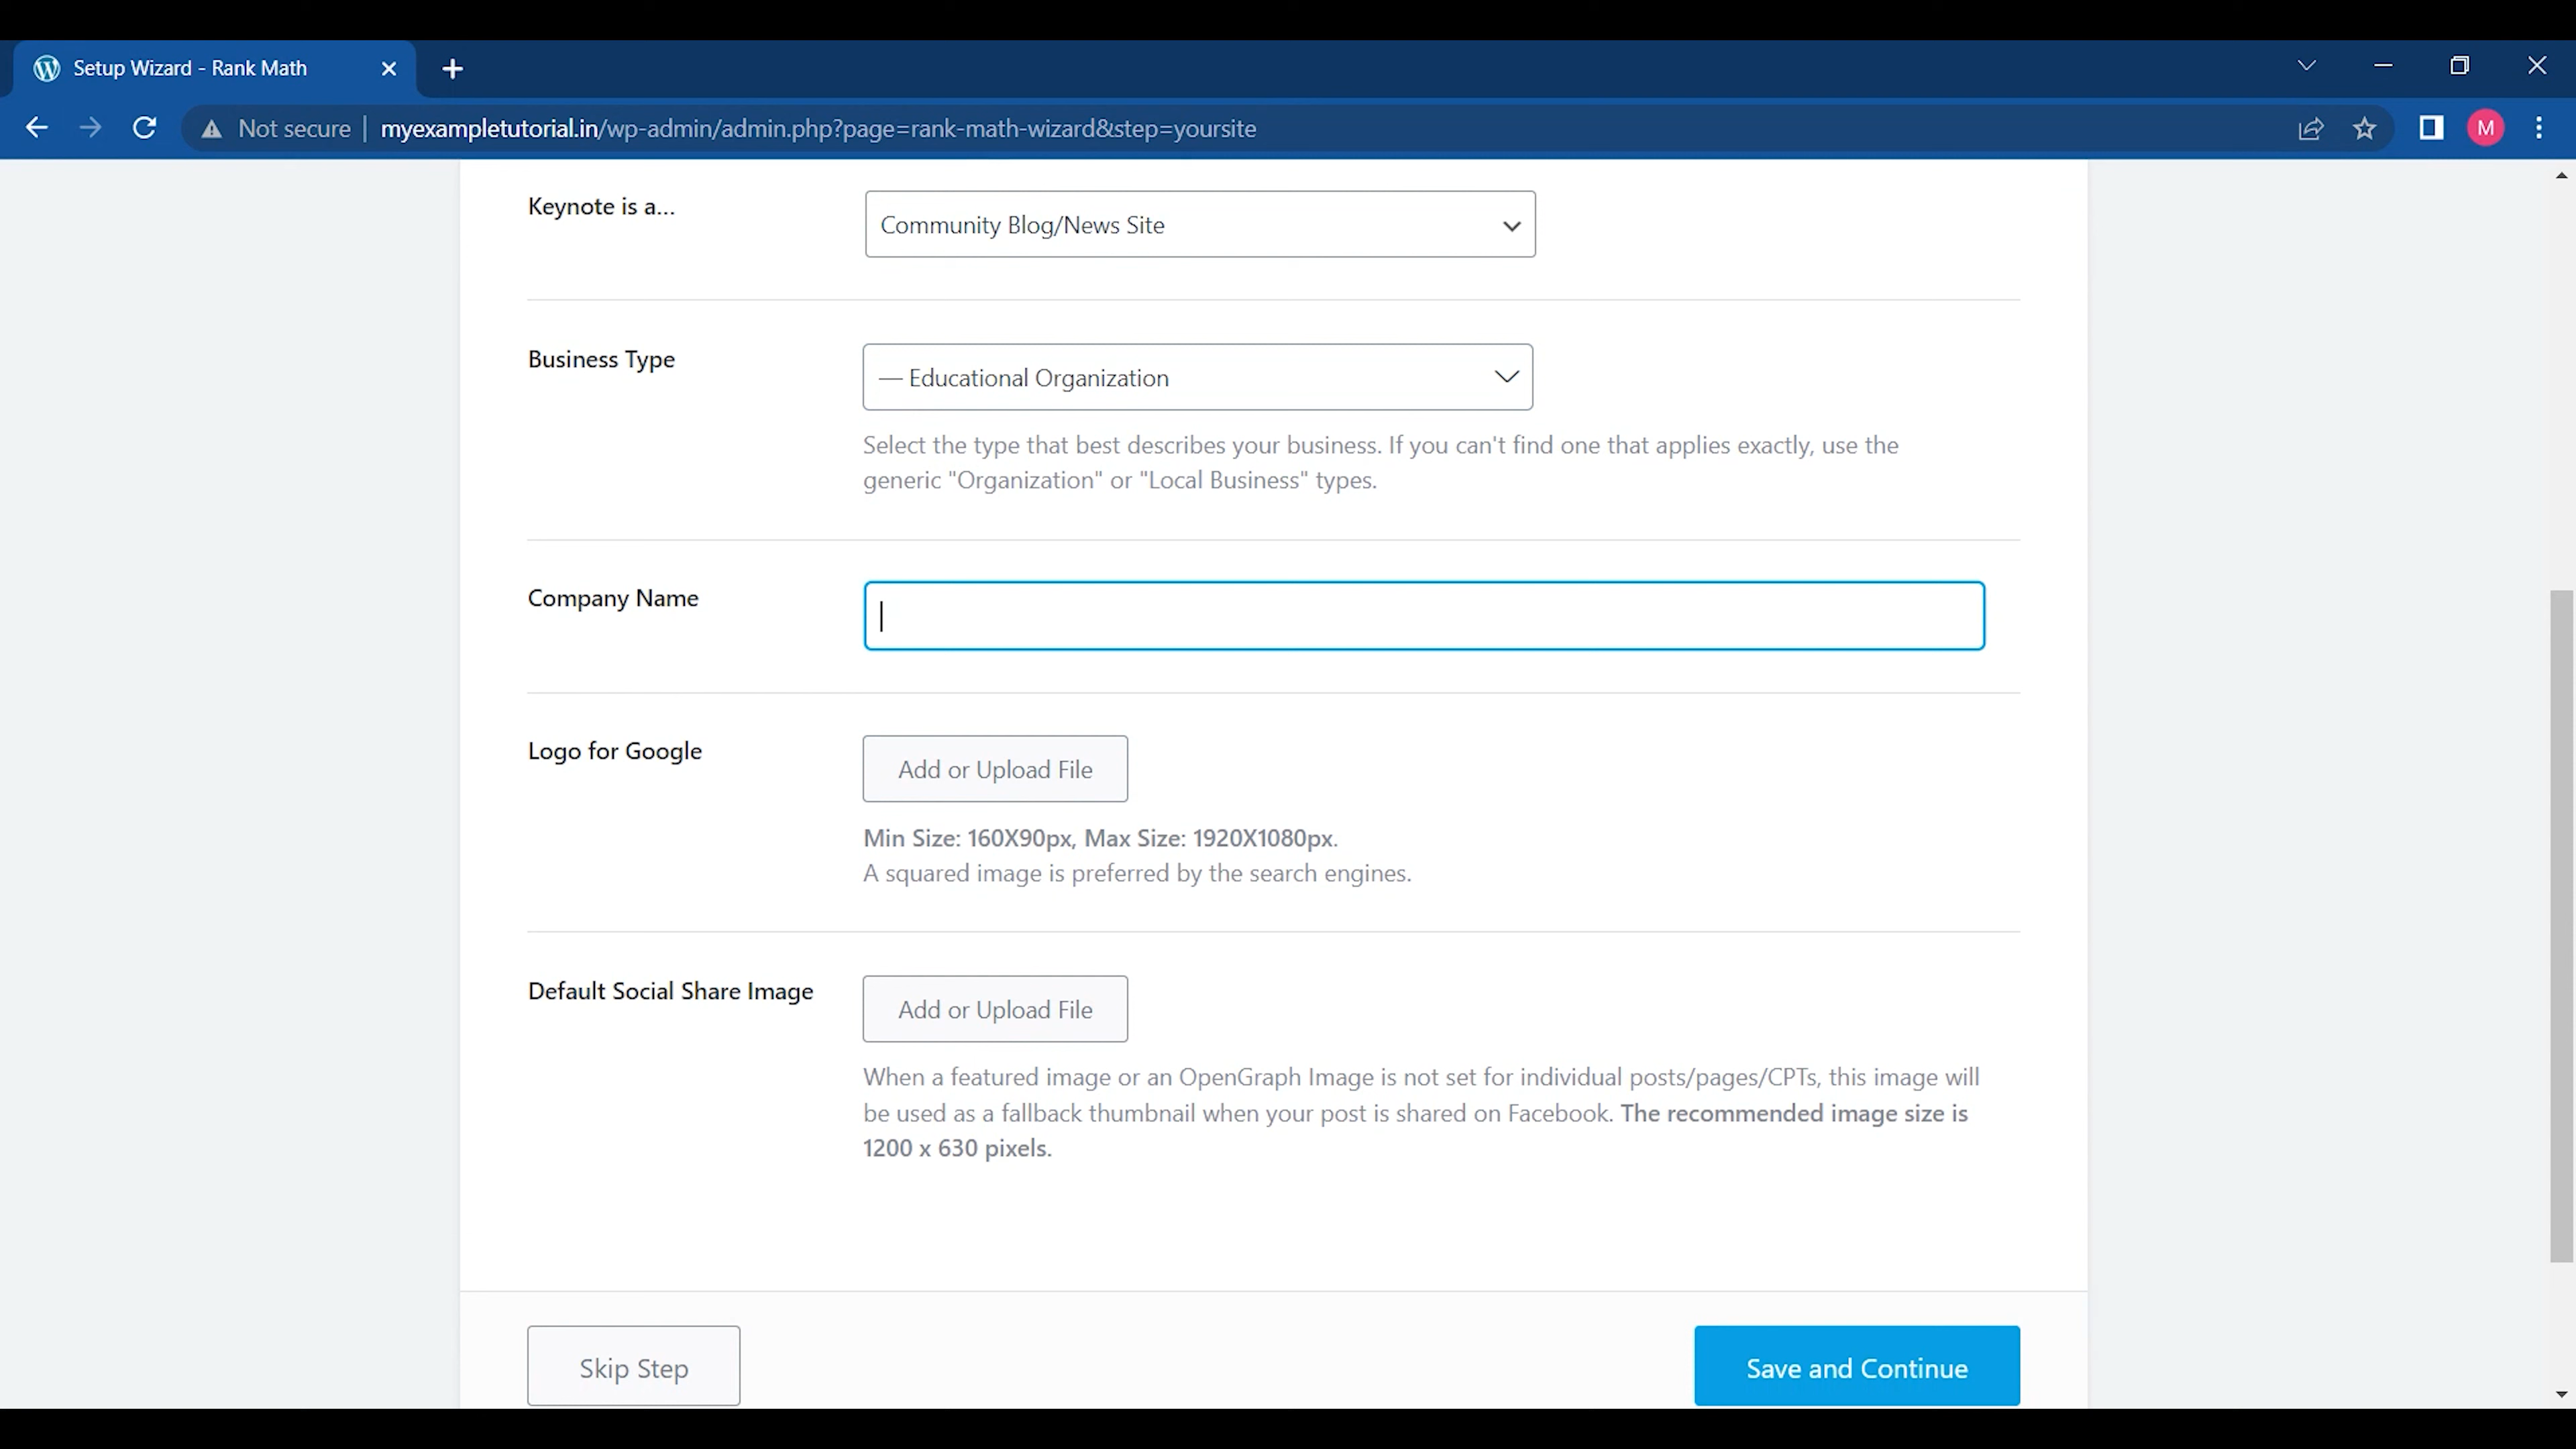 Setup Wizard - Rank Math
Not secure
myexampletutorial.in/wp-admin/admin.php?page=rank-math-wizard&step=yoursite
M
Keynote is a...
Community Blog/News Site
Business Type
— Educational Organization
Select the type that best describes your business. If you can't find one that applies exactly, use the
generic "Organization" or "Local Business" types.
Company Name
Logo for Google
Add or Upload File
Min Size: 160X90px, Max Size: 1920X1080px.
A squared image is preferred by the search engines.
Default Social Share Image
Add or Upload File
When a featured image or an OpenGraph Image is not set for individual posts/pages/CPTs, this image will
be used as a fallback thumbnail when your post is shared on Facebook. The recommended image size is
1200 x 630 pixels.
Skip Step
Save and Continue